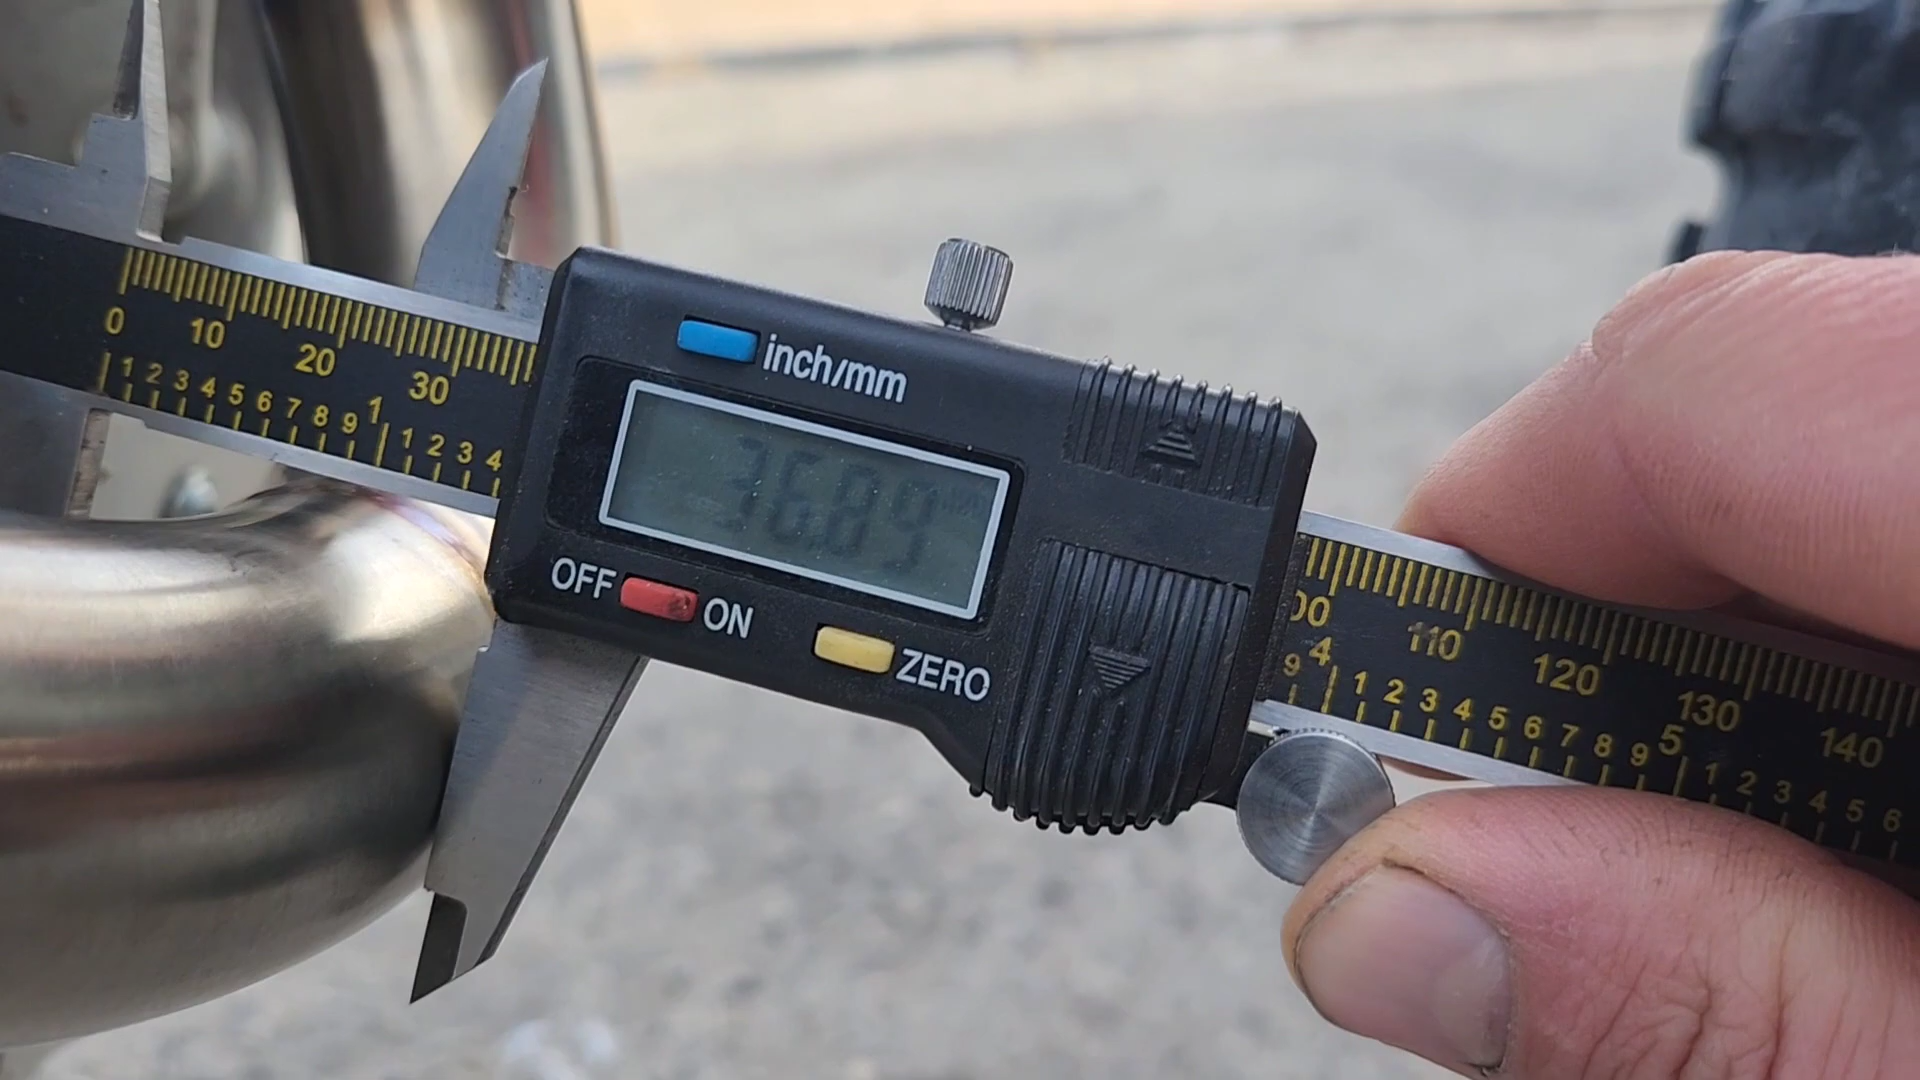 inch/mm
0 10 20 30
1 2 3 4 5 6 7 8 9 1 1 2 3 4
36.89
mm
OFF ON
ZERO
00 110 120 130 140
9 4 1 2 3 4 5 6 7 8 9 5 1 2 3 4 5 6